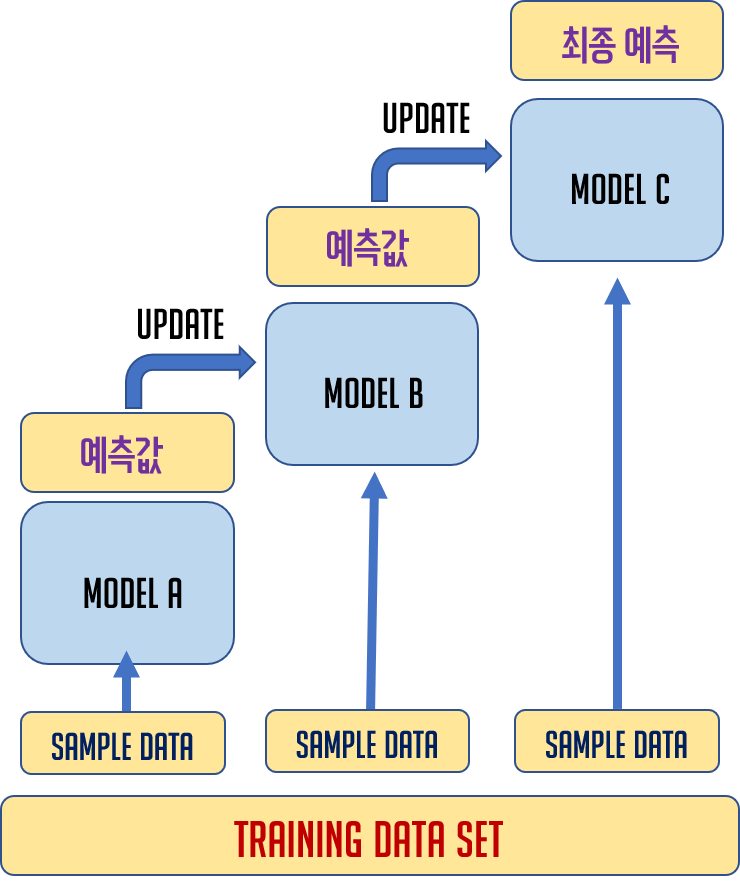 최종 예측
UPDATE
MODEL C
예측값
UPDATE
MODEL B
예측값
MODEL A
SAMPLE DATA
SAMPLE DATA
SAMPLE DATA
TRAINING DATA SET